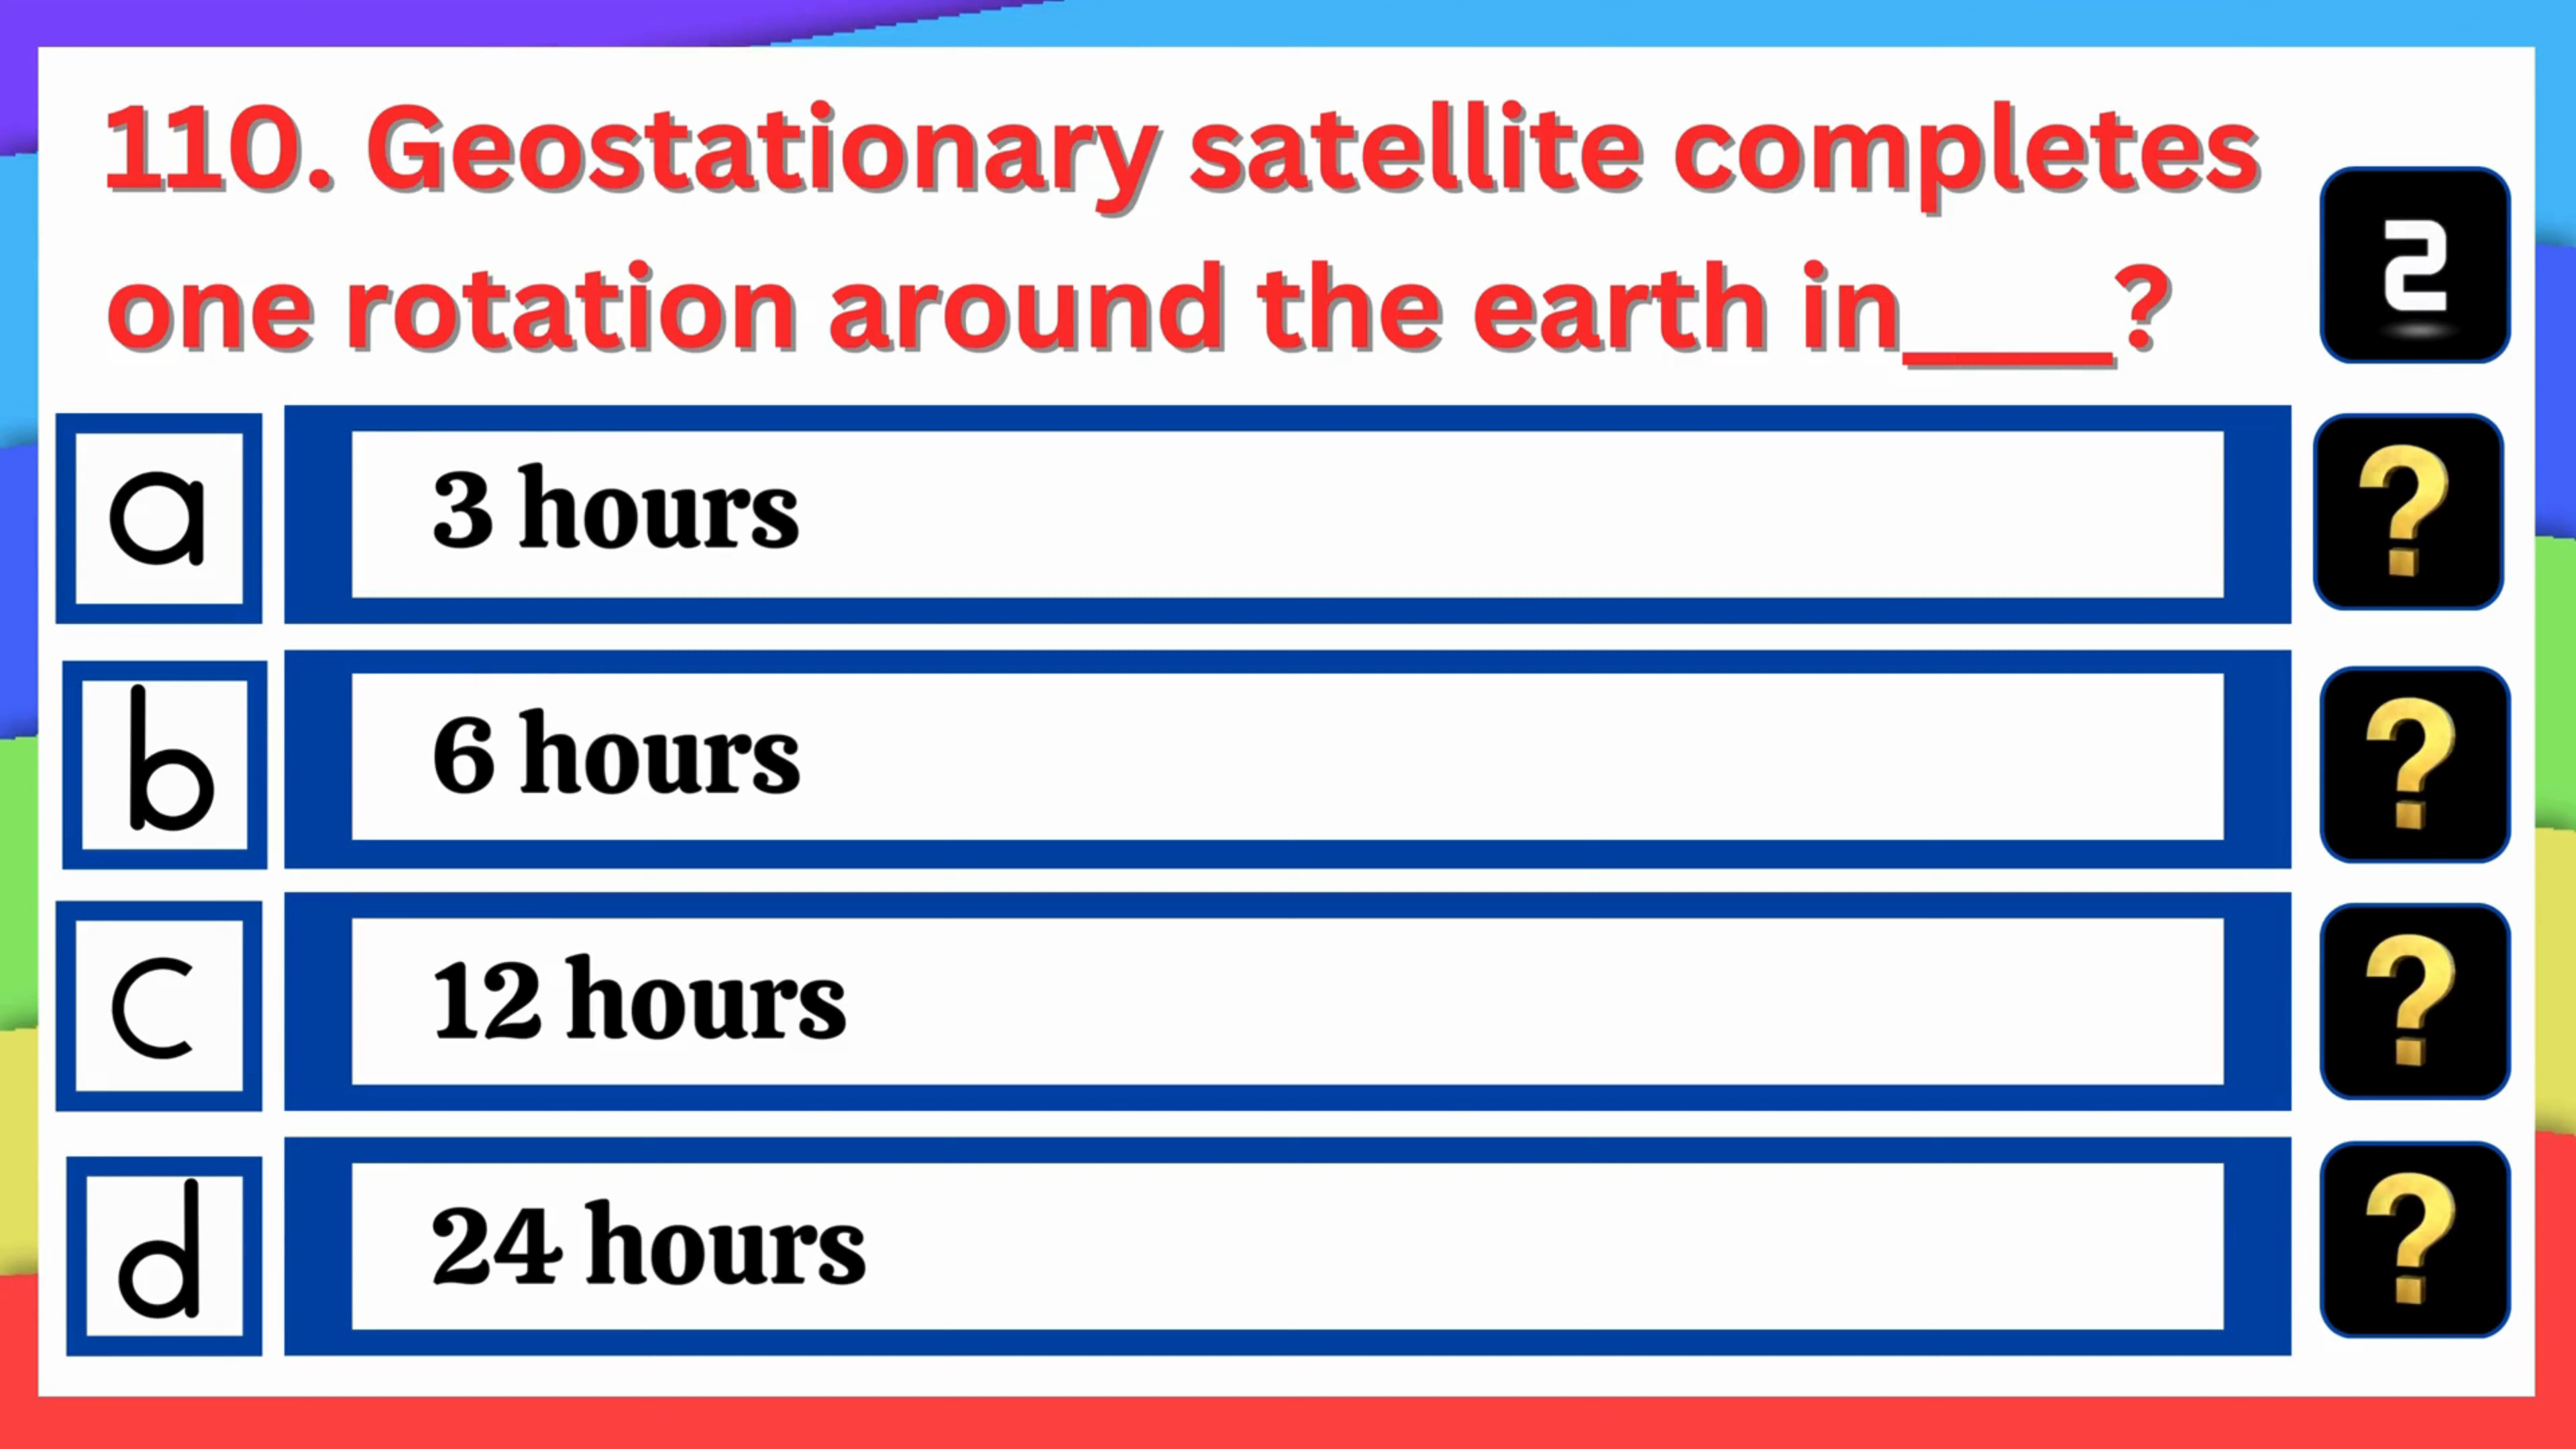 110. Geostationary satellite completes
one rotation around the earth in____?
2
a 3 hours ?
b 6 hours ?
c 12 hours ?
d 24 hours ?